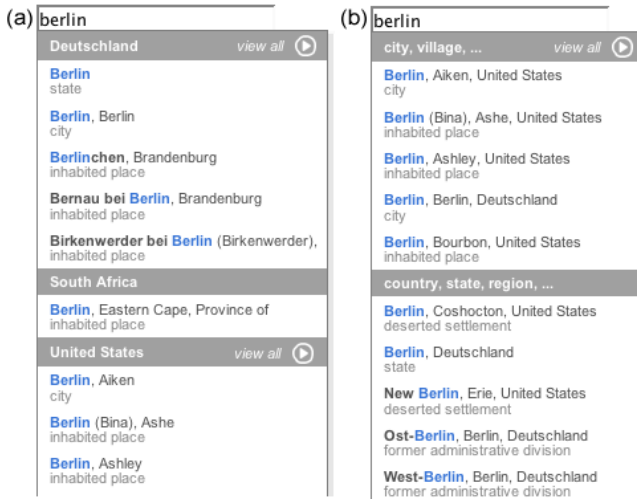 (a) berlin
Deutschland view all
Berlin
state
Berlin, Berlin
city
Berlinchen, Brandenburg
inhabited place
Bernau bei Berlin, Brandenburg
inhabited place
Birkenwerder bei Berlin (Birkenwerder),
inhabited place
South Africa
Berlin, Eastern Cape, Province of
inhabited place
United States view all
Berlin, Aiken
city
Berlin (Bina), Ashe
inhabited place
Berlin, Ashley
inhabited place
(b) berlin
city, village, ... view all
Berlin, Aiken, United States
city
Berlin (Bina), Ashe, United States
inhabited place
Berlin, Ashley, United States
inhabited place
Berlin, Berlin, Deutschland
city
Berlin, Bourbon, United States
inhabited place
country, state, region, ...
Berlin, Coshocton, United States
deserted settlement
Berlin, Deutschland
state
New Berlin, Erie, United States
deserted settlement
Ost-Berlin, Berlin, Deutschland
former administrative division
West-Berlin, Berlin, Deutschland
former administrative division